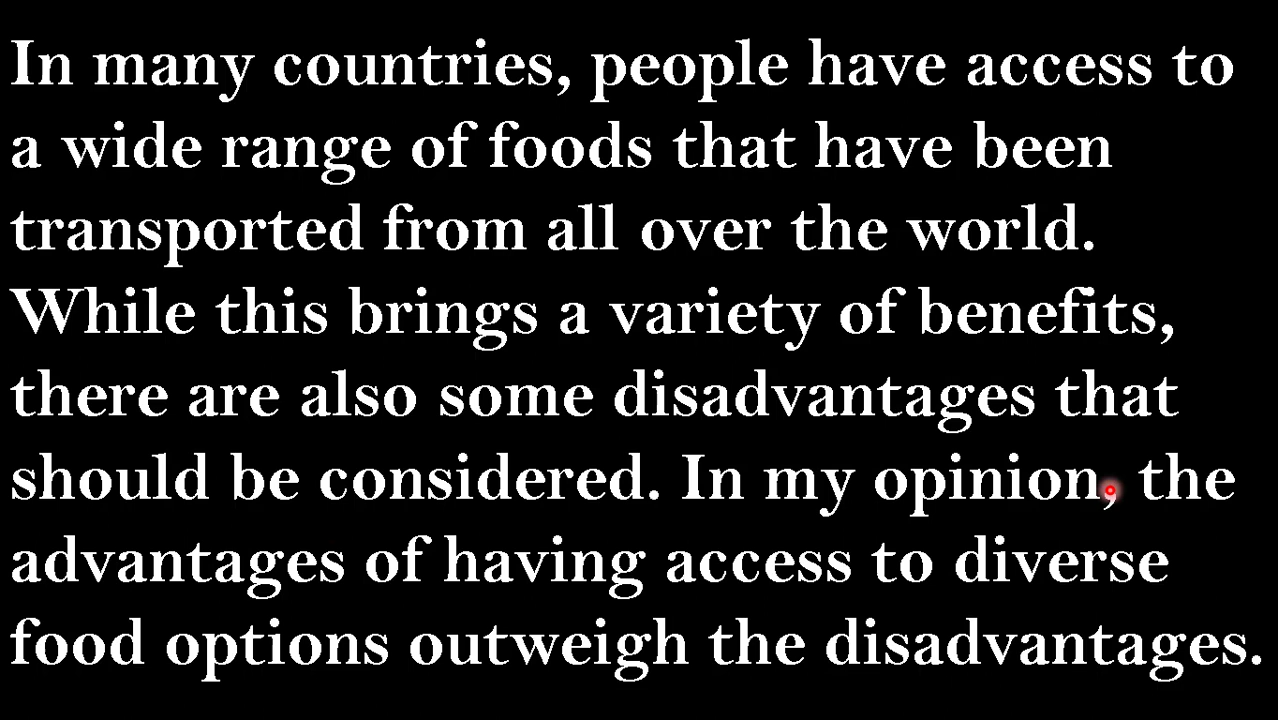 In many countries, people have access to
a wide range of foods that have been
transported from all over the world.
While this brings a variety of benefits,
there are also some disadvantages that
should be considered. In my opinion, the
advantages of having access to diverse
food options outweigh the disadvantages.